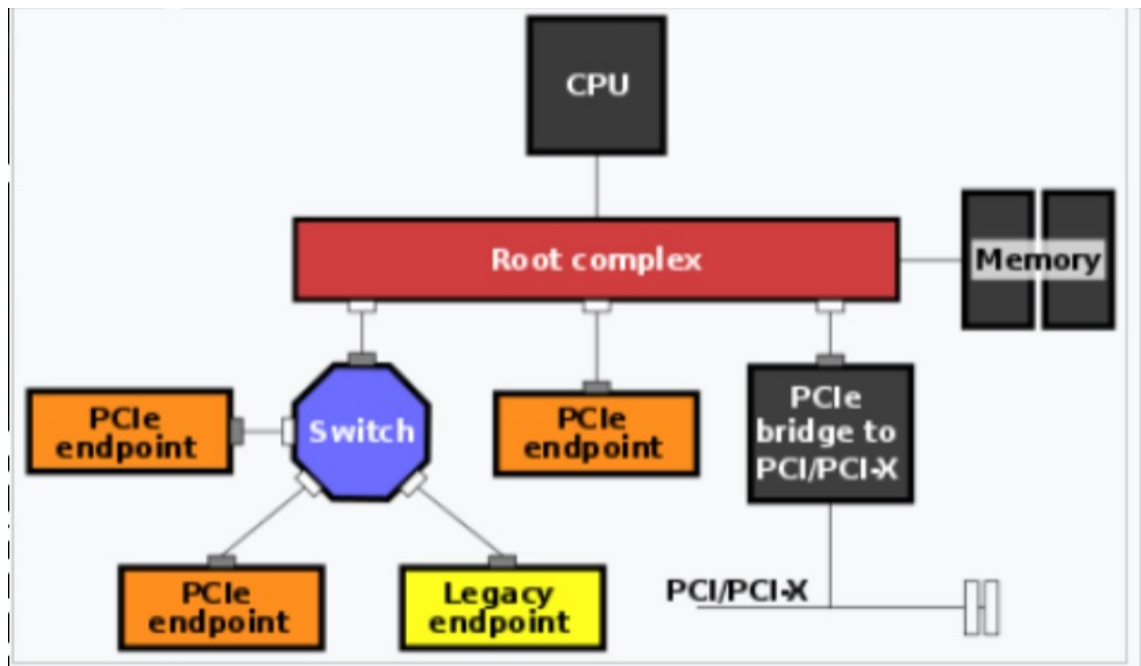 CPU
Root complex
Memory
PCIe
endpoint
Switch
PCIe
endpoint
PCIe
bridge to
PCI/PCI-X
PCIe
endpoint
Legacy
endpoint
PCI/PCI-X